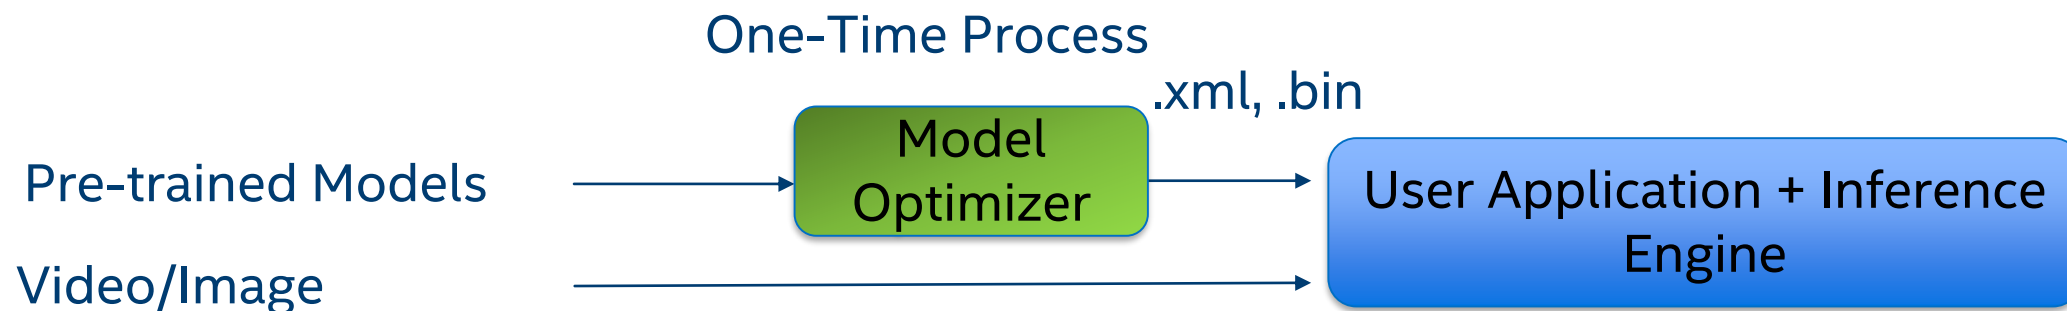 One-Time Process
.xml, .bin
Model
Optimizer
Pre-trained Models
User Application + Inference
Engine
Video/Image